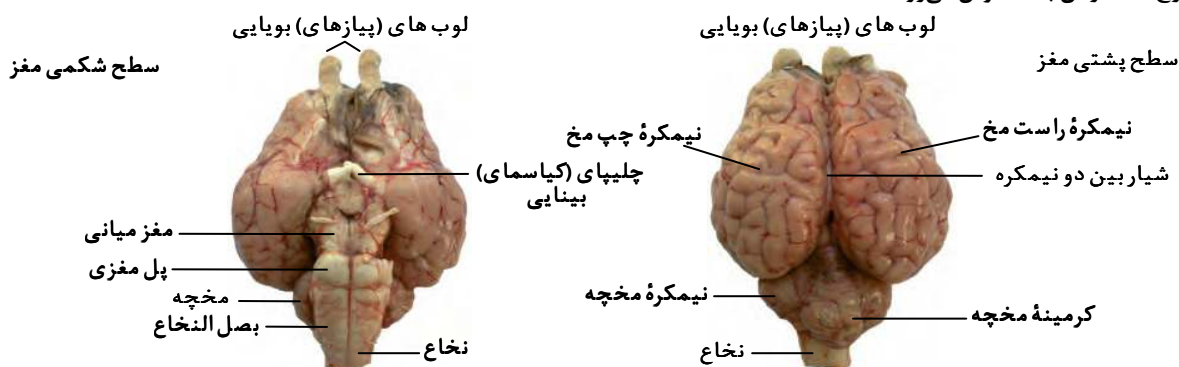 لوب های (پیازهای) بویایی
سطح پشتی مغز
نیمکرهٔ راست مخ
نیمکرهٔ چپ مخ
شیار بین دو نیمکره
نیمکرهٔ مخچه
کرمینهٔ مخچه
نخاع
لوب های (پیازهای) بویایی
سطح شکمی مغز
چلیپای (کیاسمای)
بینایی
مغز میانی
پل مغزی
مخچه
بصل النخاع
نخاع